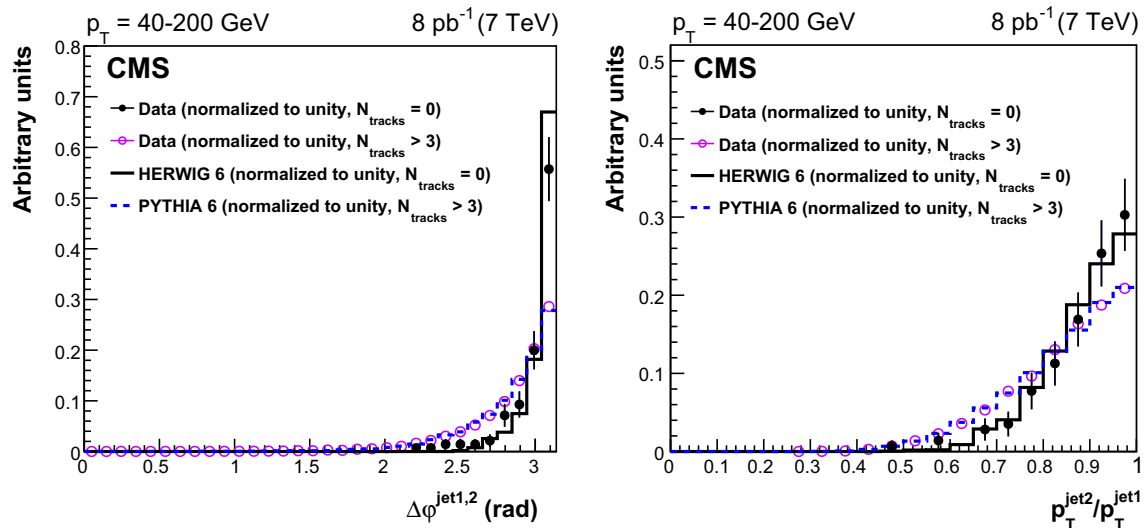 p_T = 40-200 GeV 8 pb^-1 (7 TeV)
0.8
0.7
0.6
0.5
0.4
0.3
0.2
0.1
0
Arbitrary units
CMS
Data (normalized to unity, N_tracks = 0)
Data (normalized to unity, N_tracks > 3)
HERWIG 6 (normalized to unity, N_tracks = 0)
PYTHIA 6 (normalized to unity, N_tracks > 3)
0 0.5 1 1.5 2 2.5 3
Δφ^jet1,2 (rad)
p_T = 40-200 GeV 8 pb^-1 (7 TeV)
0.5
0.4
0.3
0.2
0.1
0
Arbitrary units
CMS
Data (normalized to unity, N_tracks = 0)
Data (normalized to unity, N_tracks > 3)
HERWIG 6 (normalized to unity, N_tracks = 0)
PYTHIA 6 (normalized to unity, N_tracks > 3)
0 0.1 0.2 0.3 0.4 0.5 0.6 0.7 0.8 0.9 1
p_T^jet2/p_T^jet1